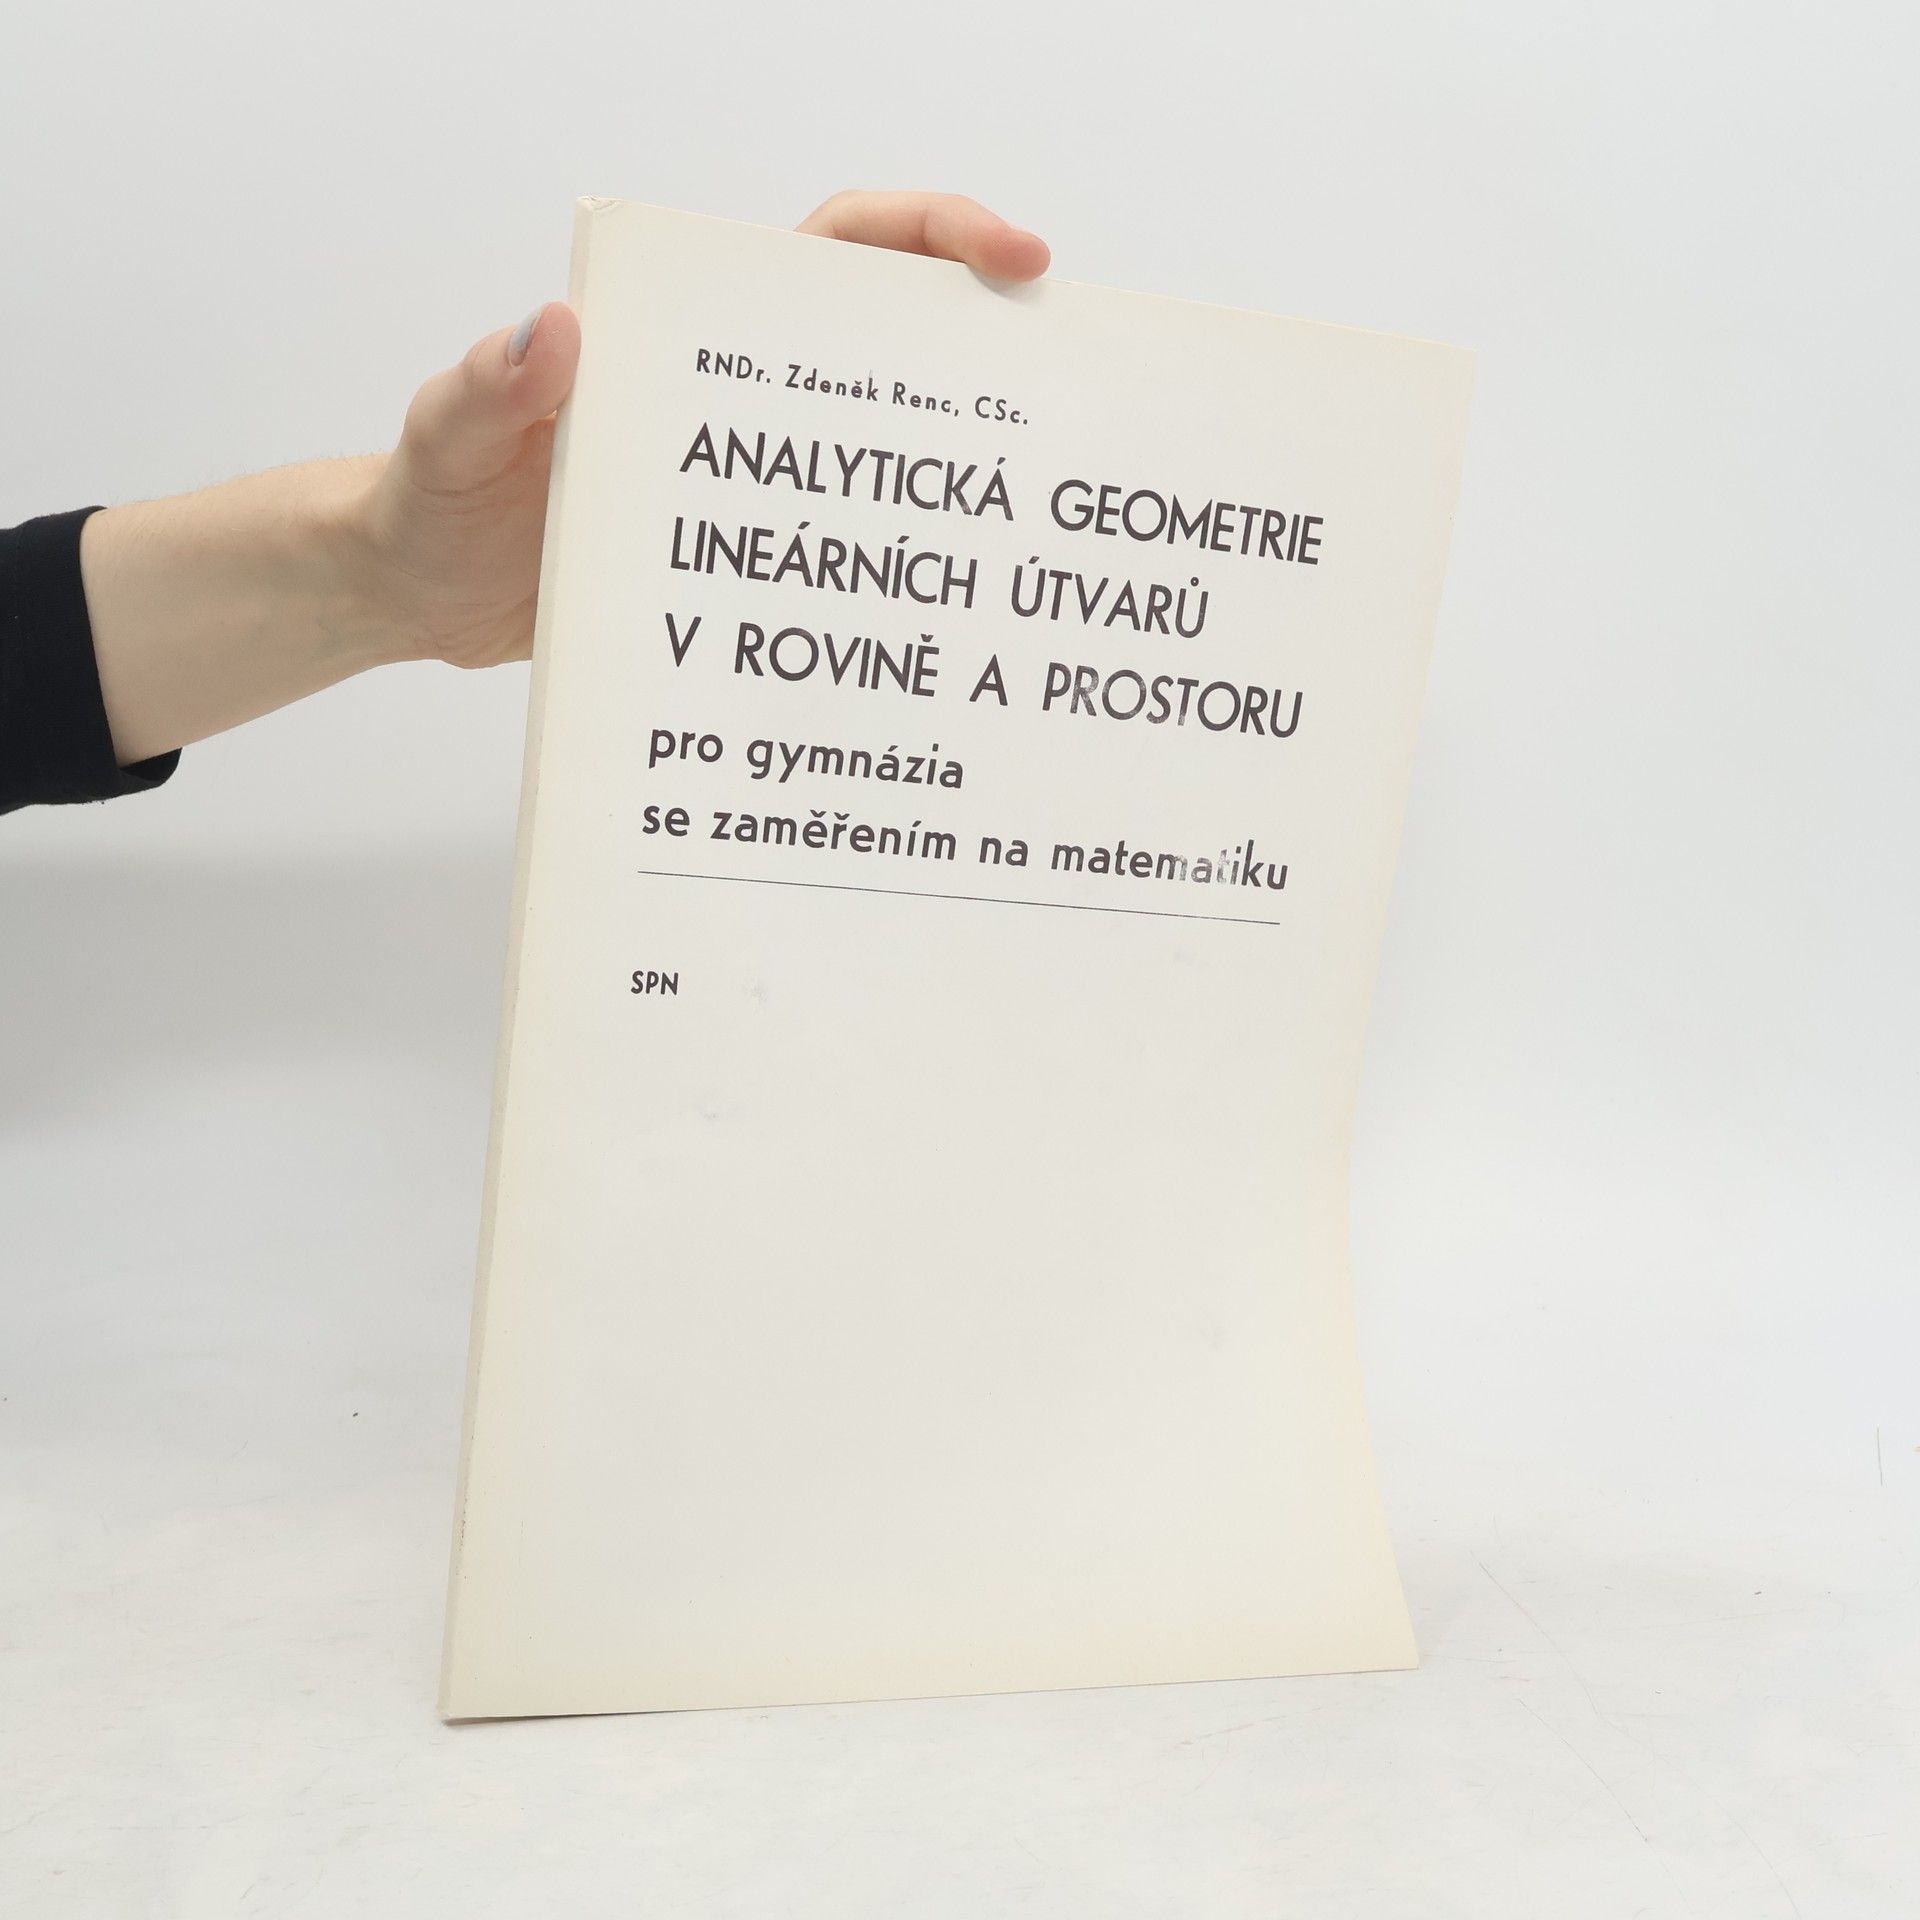 RNDr. Zdeněk Renc, CSc.
ANALYTICKÁ GEOMETRIE
LINEÁRNÍCH ÚTVARŮ
V ROVINĚ A PROSTORU
pro gymnázia
se zaměřením na matematiku
SPN